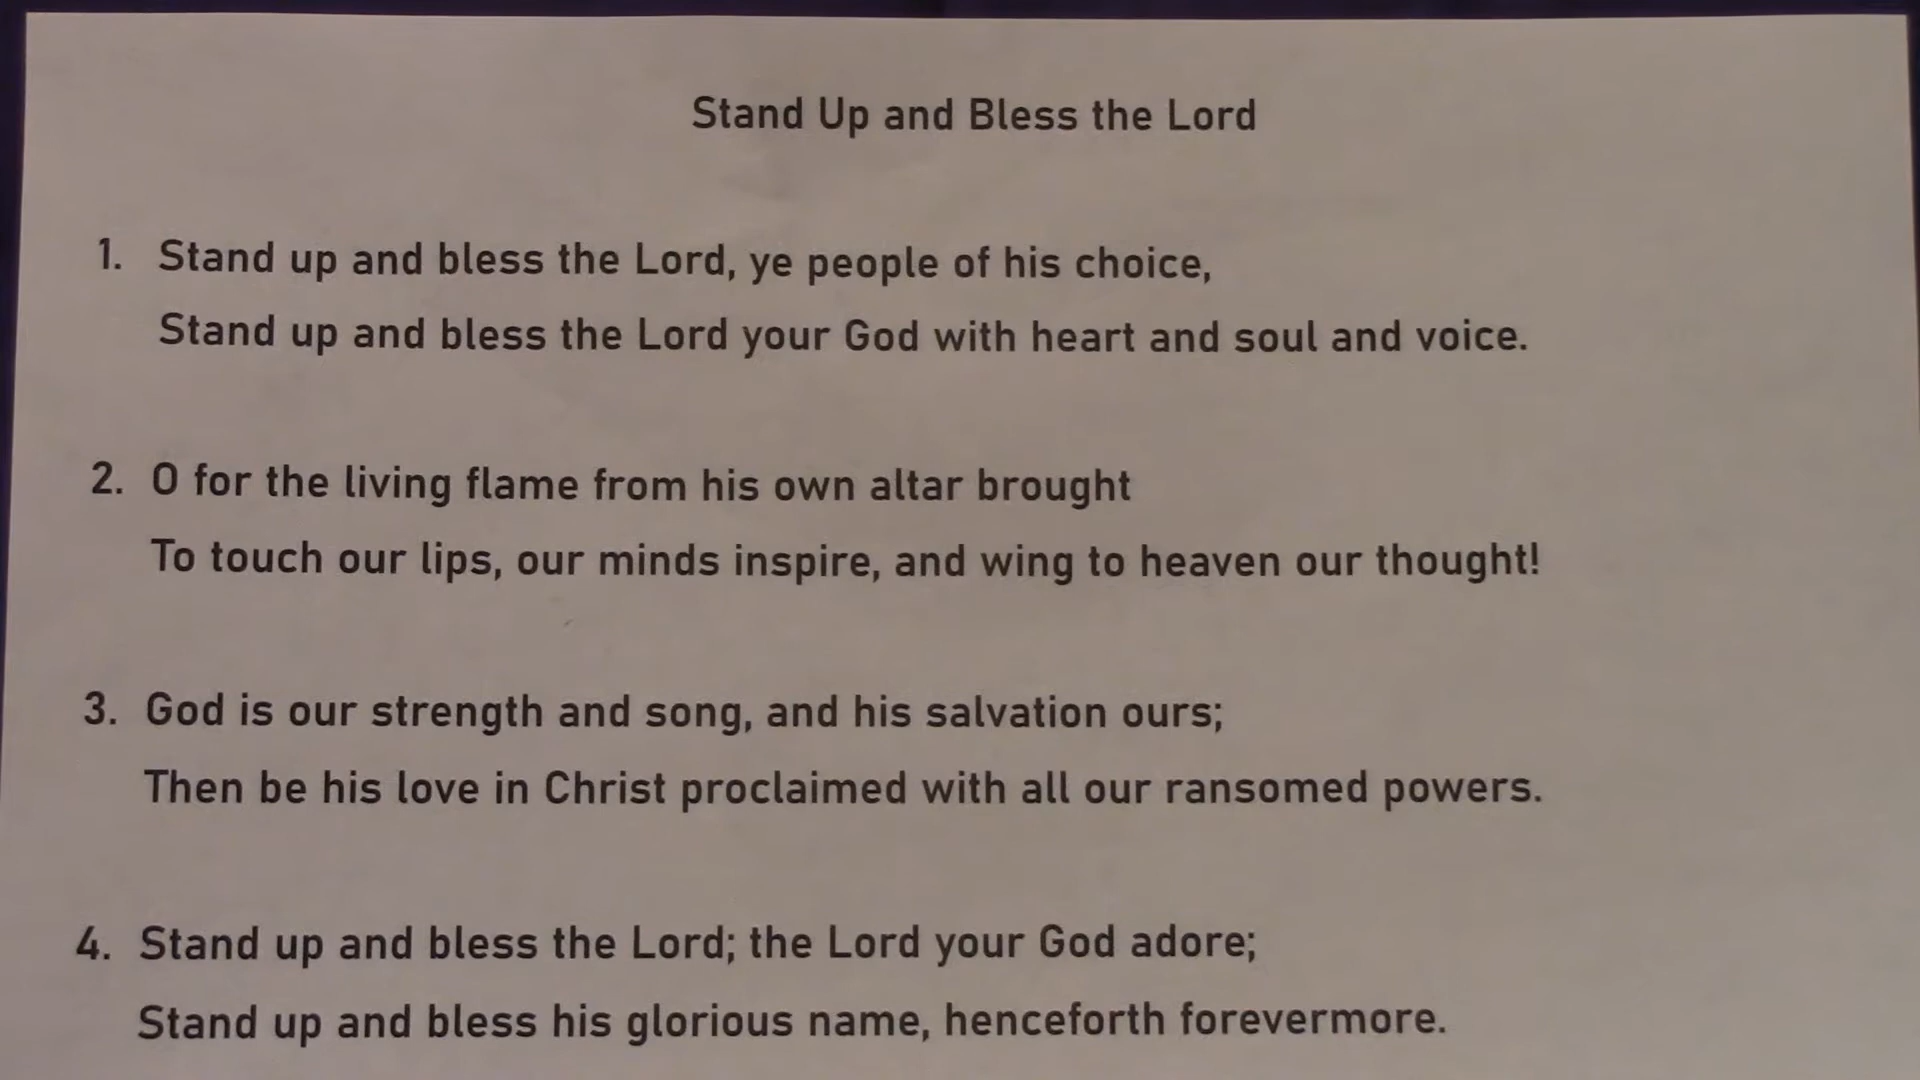 Stand Up and Bless the Lord
1. Stand up and bless the Lord, ye people of his choice,
Stand up and bless the Lord your God with heart and soul and voice.
2. O for the living flame from his own altar brought
To touch our lips, our minds inspire, and wing to heaven our thought!
3. God is our strength and song, and his salvation ours;
Then be his love in Christ proclaimed with all our ransomed powers.
4. Stand up and bless the Lord; the Lord your God adore;
Stand up and bless his glorious name, henceforth forevermore.